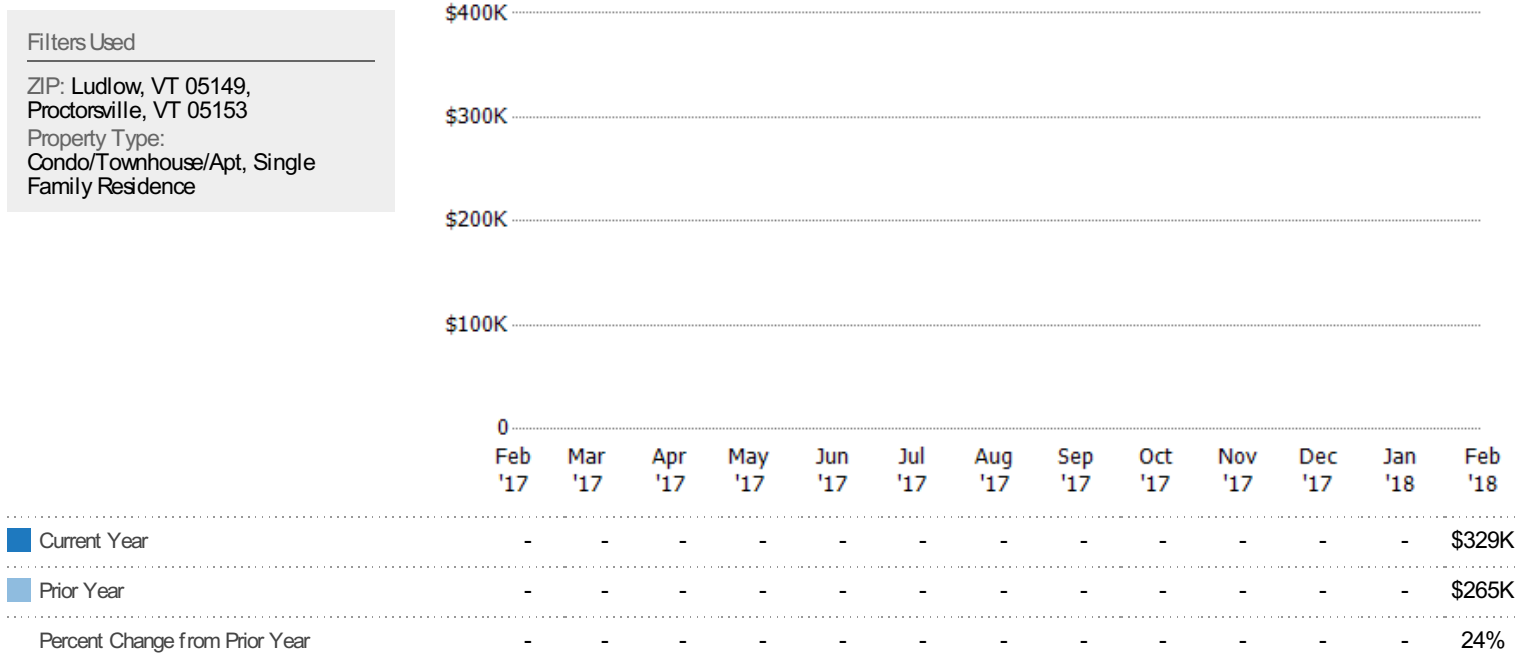 Filters Used
ZIP: Ludlow, VT 05149,
Proctorsville, VT 05153
Property Type:
Condo/Townhouse/Apt, Single
Family Residence
$400K
$300K
$200K
$100K
0
Feb Mar Apr May Jun Jul Aug Sep Oct Nov Dec Jan Feb
'17 '17 '17 '17 '17 '17 '17 '17 '17 '17 '17 '18 '18
Current Year - - - - - - - - - - - - $329K
Prior Year - - - - - - - - - - - - $265K
Percent Change from Prior Year - - - - - - - - - - - - 24%